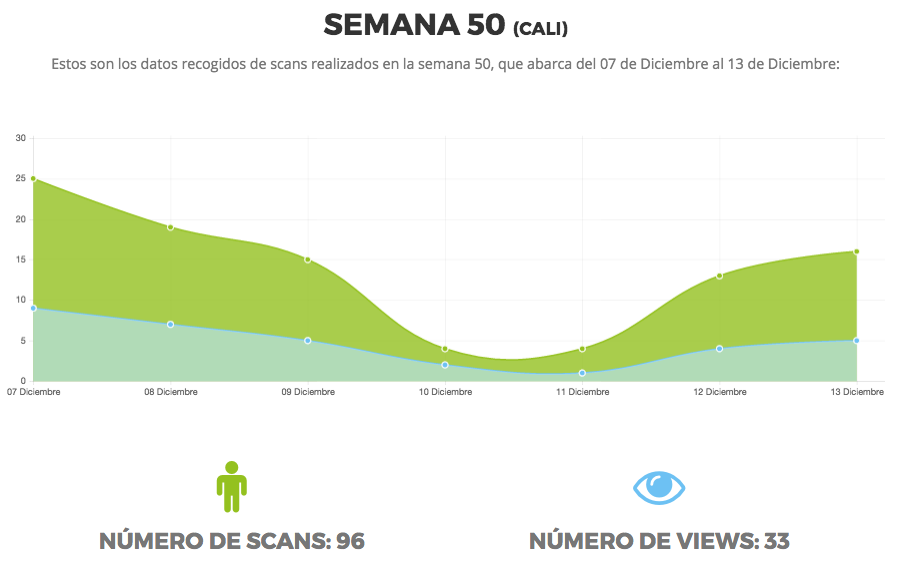 SEMANA 50 (CALI)
Estos son los datos recogidos de scans realizados en la semana 50, que abarca del 07 de Diciembre al 13 de Diciembre:
30
25
20
15
10
5
0
07 Diciembre 08 Diciembre 09 Diciembre 10 Diciembre 11 Diciembre 12 Diciembre 13 Diciembre
NÚMERO DE SCANS: 96 NÚMERO DE VIEWS: 33